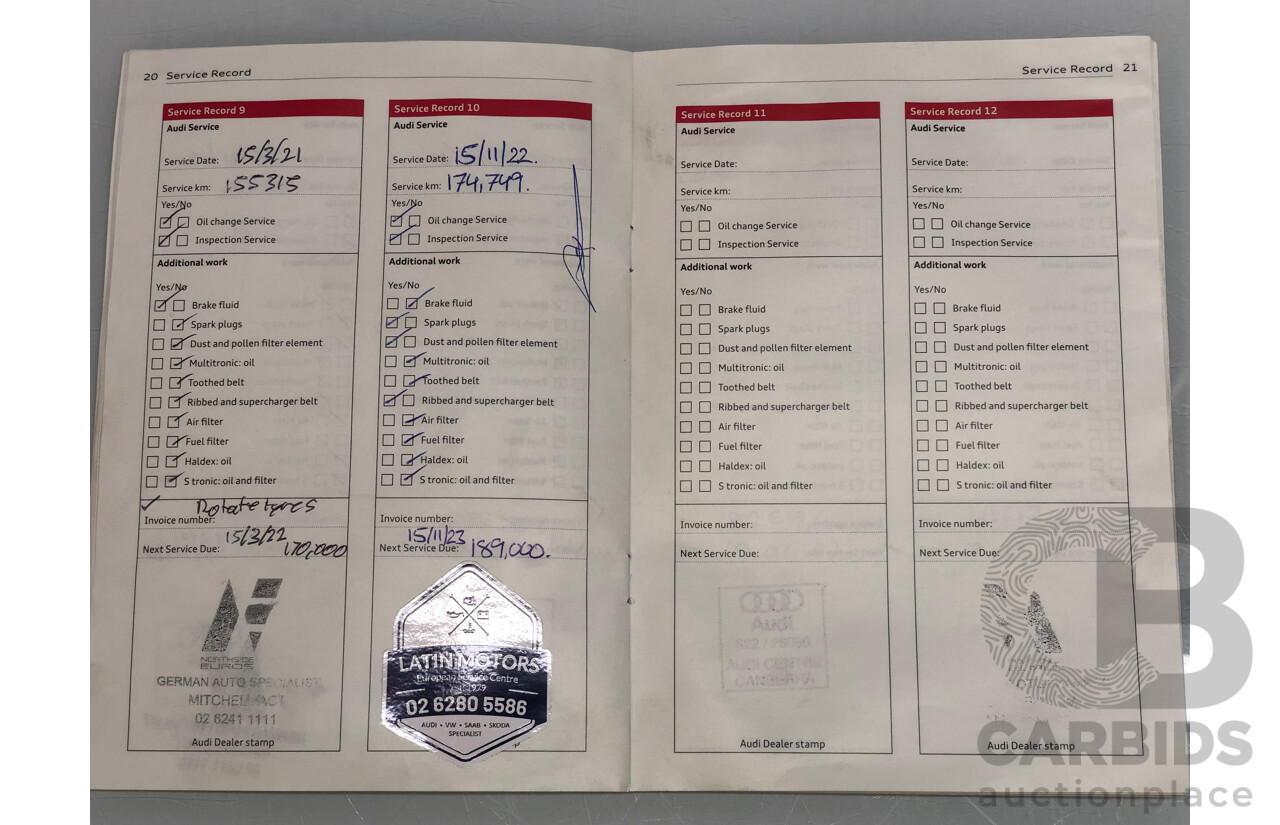 20 Service Record
Service Record 9
Audi Service
Service Date: 15/3/21
Service km: 155315
Yes/No
Oil change Service
Inspection Service
Additional work
Yes/No
Brake fluid
Spark plugs
Dust and pollen filter element
Multitronic: oil
Toothed belt
Ribbed and supercharger belt
Air filter
Fuel filter
Haldex: oil
S tronic: oil and filter
Rotate tyres
Invoice number:
15/3/22
Next Service Due: 170,000
NORTHSIDE
EUROS
GERMAN AUTO SPECIALIST
MITCHELL ACT
02 6241 1111
Audi Dealer stamp
Service Record 10
Audi Service
Service Date: 15/11/22.
Service km: 174,749.
Yes/No
Oil change Service
Inspection Service
Additional work
Yes/No
Brake fluid
Spark plugs
Dust and pollen filter element
Multitronic: oil
Toothed belt
Ribbed and supercharger belt
Air filter
Fuel filter
Haldex: oil
S tronic: oil and filter
Invoice number:
15/11/23
Next Service Due: 189,000.
LATIN MOTORS
European Service Centre
est 1979
02 6280 5586
AUDI • VW • SAAB • SKODA
SPECIALIST
Service Record 21
Service Record 11
Audi Service
Service Date:
Service km:
Yes/No
Oil change Service
Inspection Service
Additional work
Yes/No
Brake fluid
Spark plugs
Dust and pollen filter element
Multitronic: oil
Toothed belt
Ribbed and supercharger belt
Air filter
Fuel filter
Haldex: oil
S tronic: oil and filter
Invoice number:
Next Service Due:
Audi
AUDI CENTRE
CANBERRA
Audi Dealer stamp
Service Record 12
Audi Service
Service Date:
Service km:
Yes/No
Oil change Service
Inspection Service
Additional work
Yes/No
Brake fluid
Spark plugs
Dust and pollen filter element
Multitronic: oil
Toothed belt
Ribbed and supercharger belt
Air filter
Fuel filter
Haldex: oil
S tronic: oil and filter
Invoice number:
Next Service Due:
Audi Dealer stamp
CARBIDS
auctionplace